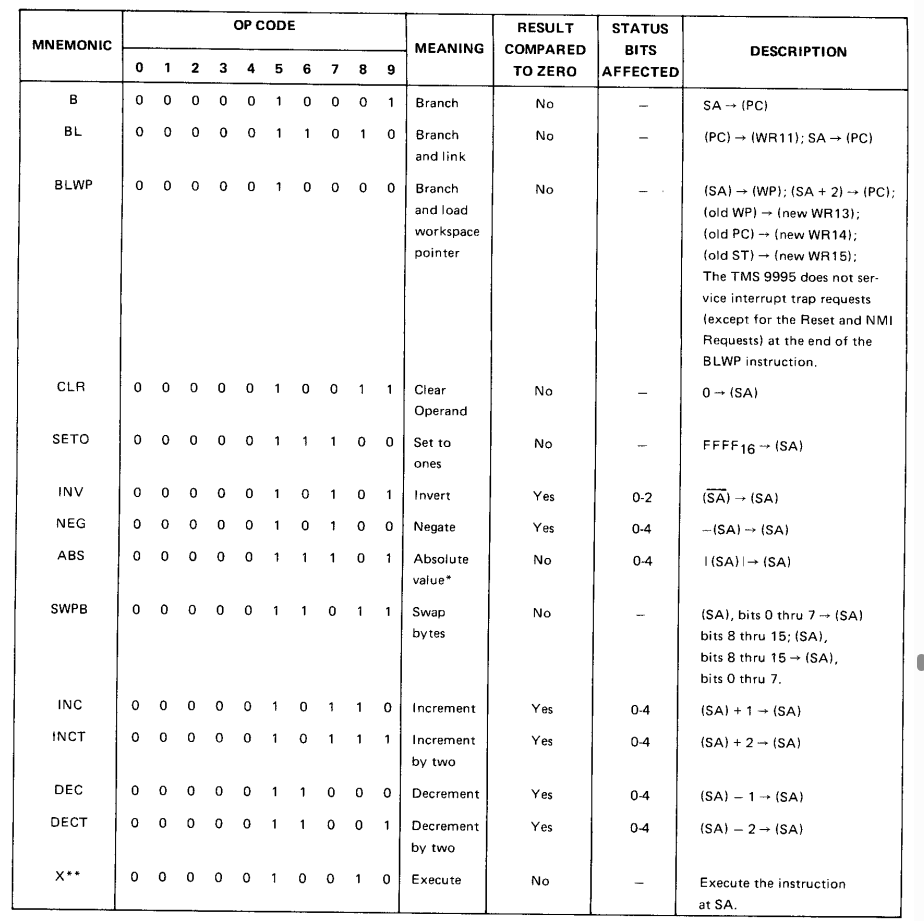 MNEMONIC OP CODE MEANING RESULT COMPARED TO ZERO STATUS BITS AFFECTED DESCRIPTION
0 1 2 3 4 5 6 7 8 9
B 0 0 0 0 0 1 0 0 0 1 Branch No – SA → (PC)
BL 0 0 0 0 0 1 1 0 1 0 Branch No – (PC) → (WR11); SA → (PC)
and link
BLWP 0 0 0 0 0 1 0 0 0 0 Branch No – (SA) → (WP); (SA + 2) → (PC);
and load (old WP) → (new WR13);
workspace (old PC) → (new WR14);
pointer (old ST) → (new WR15);
The TMS 9995 does not ser-
vice interrupt trap requests
(except for the Reset and NMI
Requests) at the end of the
BLWP instruction.
CLR 0 0 0 0 0 1 0 0 1 1 Clear No – 0 → (SA)
Operand
SETO 0 0 0 0 0 1 1 1 0 0 Set to No – FFFF16 → (SA)
ones
INV 0 0 0 0 0 1 0 1 0 1 Invert Yes 0-2 (S̅A̅) → (SA)
NEG 0 0 0 0 0 1 0 1 0 0 Negate Yes 0-4 –(SA) → (SA)
ABS 0 0 0 0 0 1 1 1 0 1 Absolute No 0-4 |(SA)| → (SA)
value*
SWPB 0 0 0 0 0 1 1 0 1 1 Swap No – (SA), bits 0 thru 7 → (SA)
bytes bits 8 thru 15; (SA),
bits 8 thru 15 → (SA),
bits 0 thru 7.
INC 0 0 0 0 0 1 0 1 1 0 Increment Yes 0-4 (SA) + 1 → (SA)
INCT 0 0 0 0 0 1 0 1 1 1 Increment Yes 0-4 (SA) + 2 → (SA)
by two
DEC 0 0 0 0 0 1 1 0 0 0 Decrement Yes 0-4 (SA) – 1 → (SA)
DECT 0 0 0 0 0 1 1 0 0 1 Decrement Yes 0-4 (SA) – 2 → (SA)
by two
X** 0 0 0 0 0 1 0 0 1 0 Execute No – Execute the instruction
at SA.